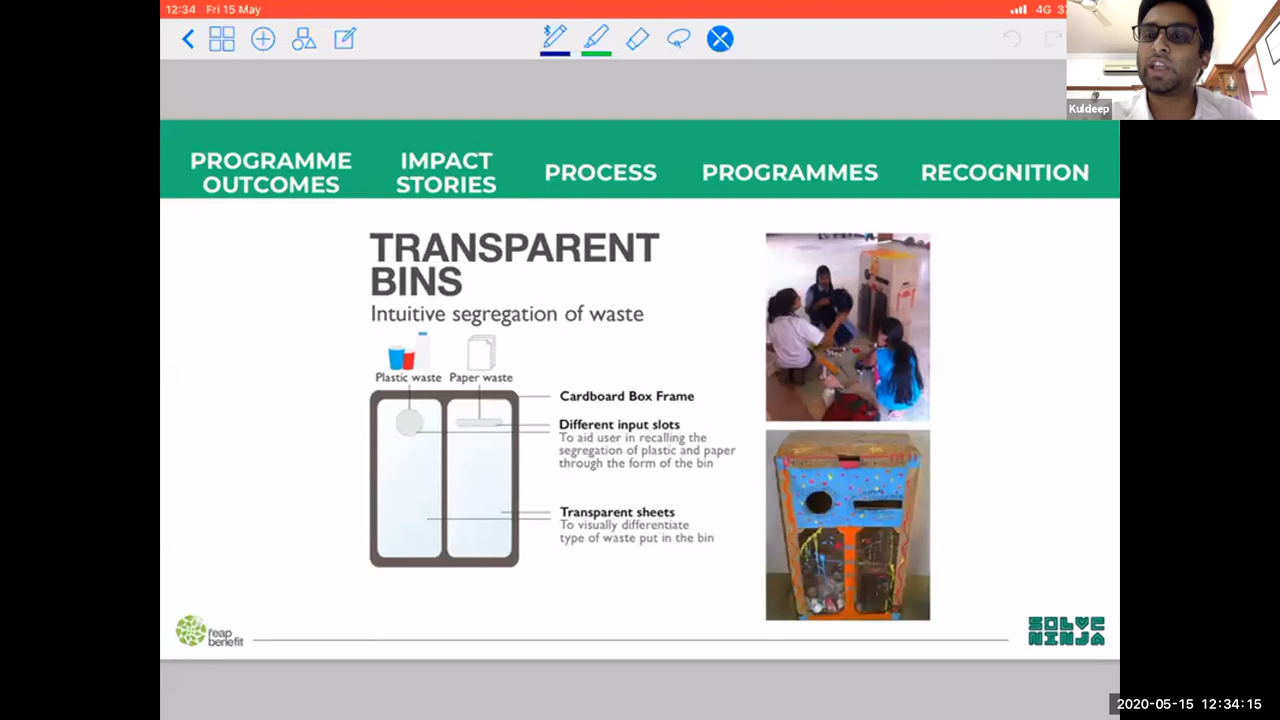 12:34 Fri 15 May
4G
Kuldeep
PROGRAMME
OUTCOMES
IMPACT
STORIES
PROCESS
PROGRAMMES
RECOGNITION
TRANSPARENT
BINS
Intuitive segregation of waste
Plastic waste
Paper waste
Cardboard Box Frame
Different input slots
To aid user in recalling the
segregation of plastic and paper
through the form of the bin
Transparent sheets
To visually differentiate
type of waste put in the bin
reap
benefit
SOLVE
NINJA
2020-05-15 12:34:15